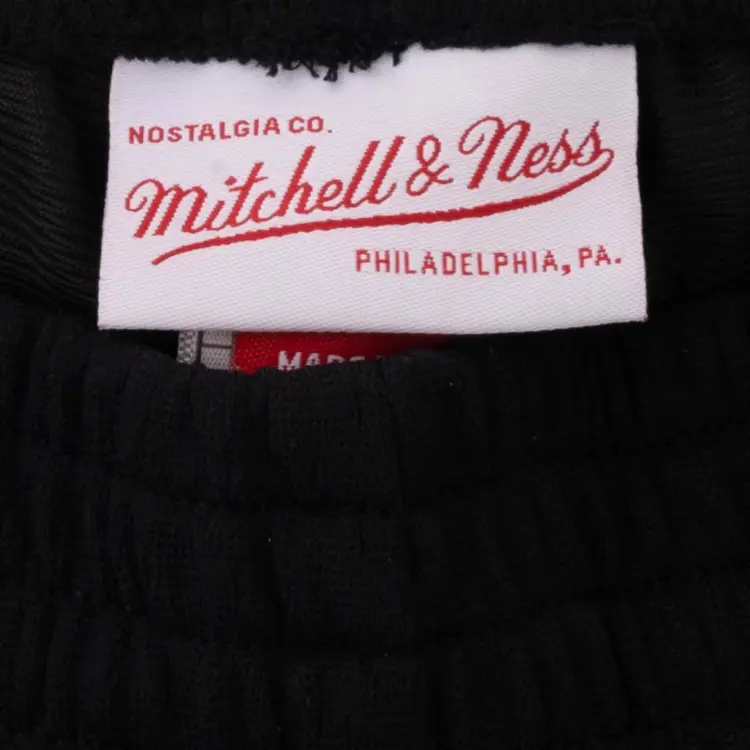 NOSTALGIA CO.
Mitchell & Ness
PHILADELPHIA, PA.